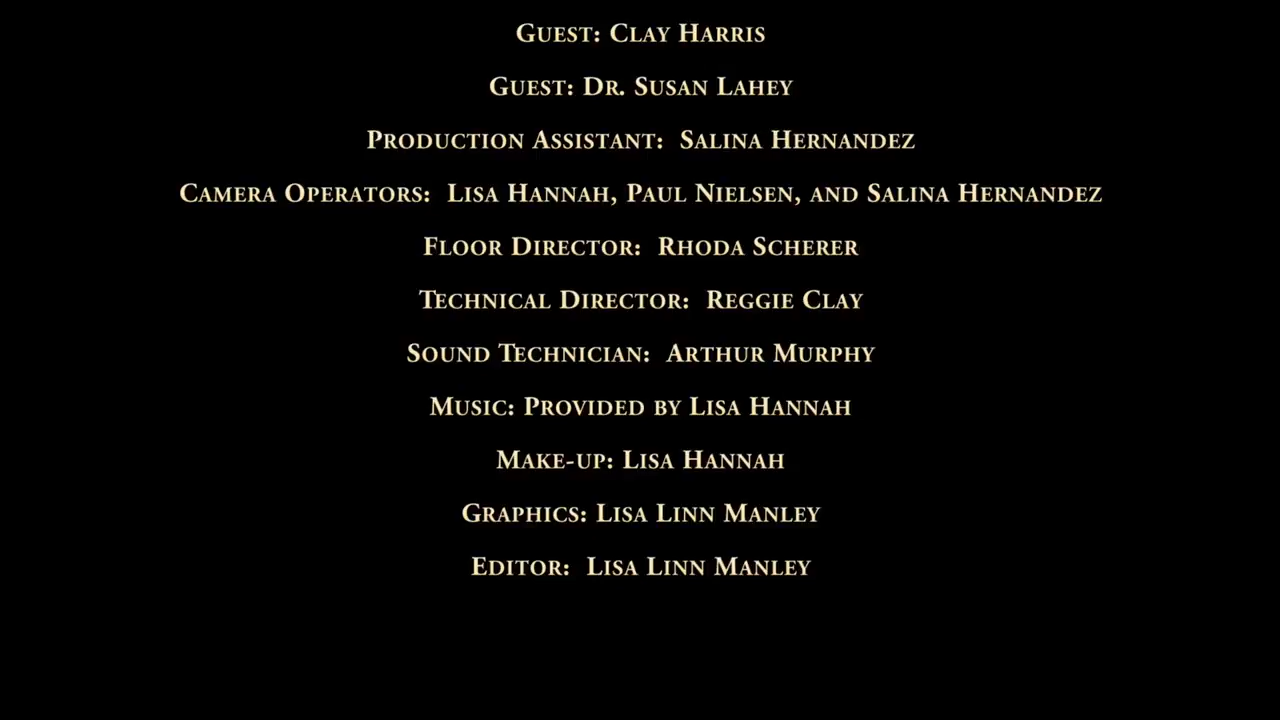 Guest: Clay Harris
Guest: Dr. Susan Lahey
Production Assistant: Salina Hernandez
Camera Operators: Lisa Hannah, Paul Nielsen, and Salina Hernandez
Floor Director: Rhoda Scherer
Technical Director: Reggie Clay
Sound Technician: Arthur Murphy
Music: Provided by Lisa Hannah
Make-up: Lisa Hannah
Graphics: Lisa Linn Manley
Editor: Lisa Linn Manley